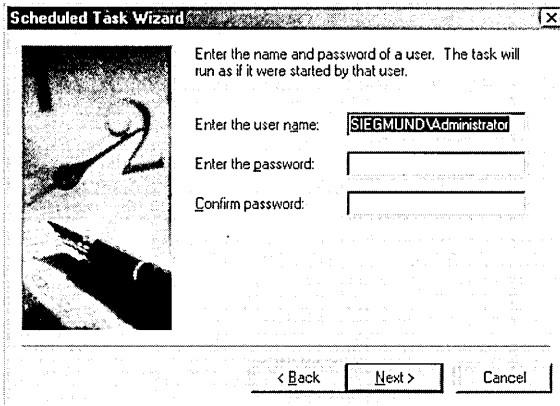 Scheduled Task Wizard
Enter the name and password of a user. The task will
run as if it were started by that user.
Enter the user name:
SIEGMUND\Administrator
Enter the password:
Confirm password:
< Back
Next >
Cancel